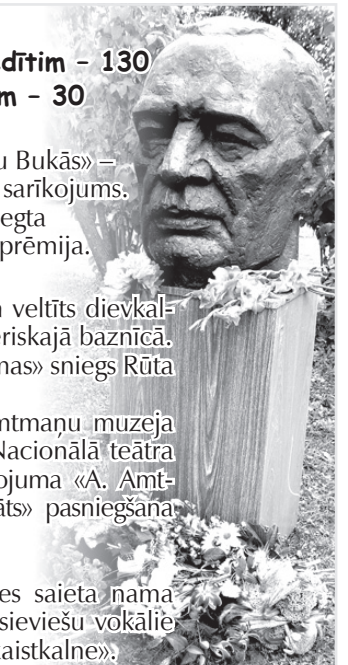 dītim – 130
m – 30
u Bukās» –
sarīkojums.
egta
prēmija.
veltīts dievkal-
eriskajā baznīcā.
nas» sniegs Rūta
mtmaņu muzeja
Nacionālā teātra
ojuma «A. Amt-
āts» pasniegšana
es saieta nama
sieviešu vokālie
aistkalne».